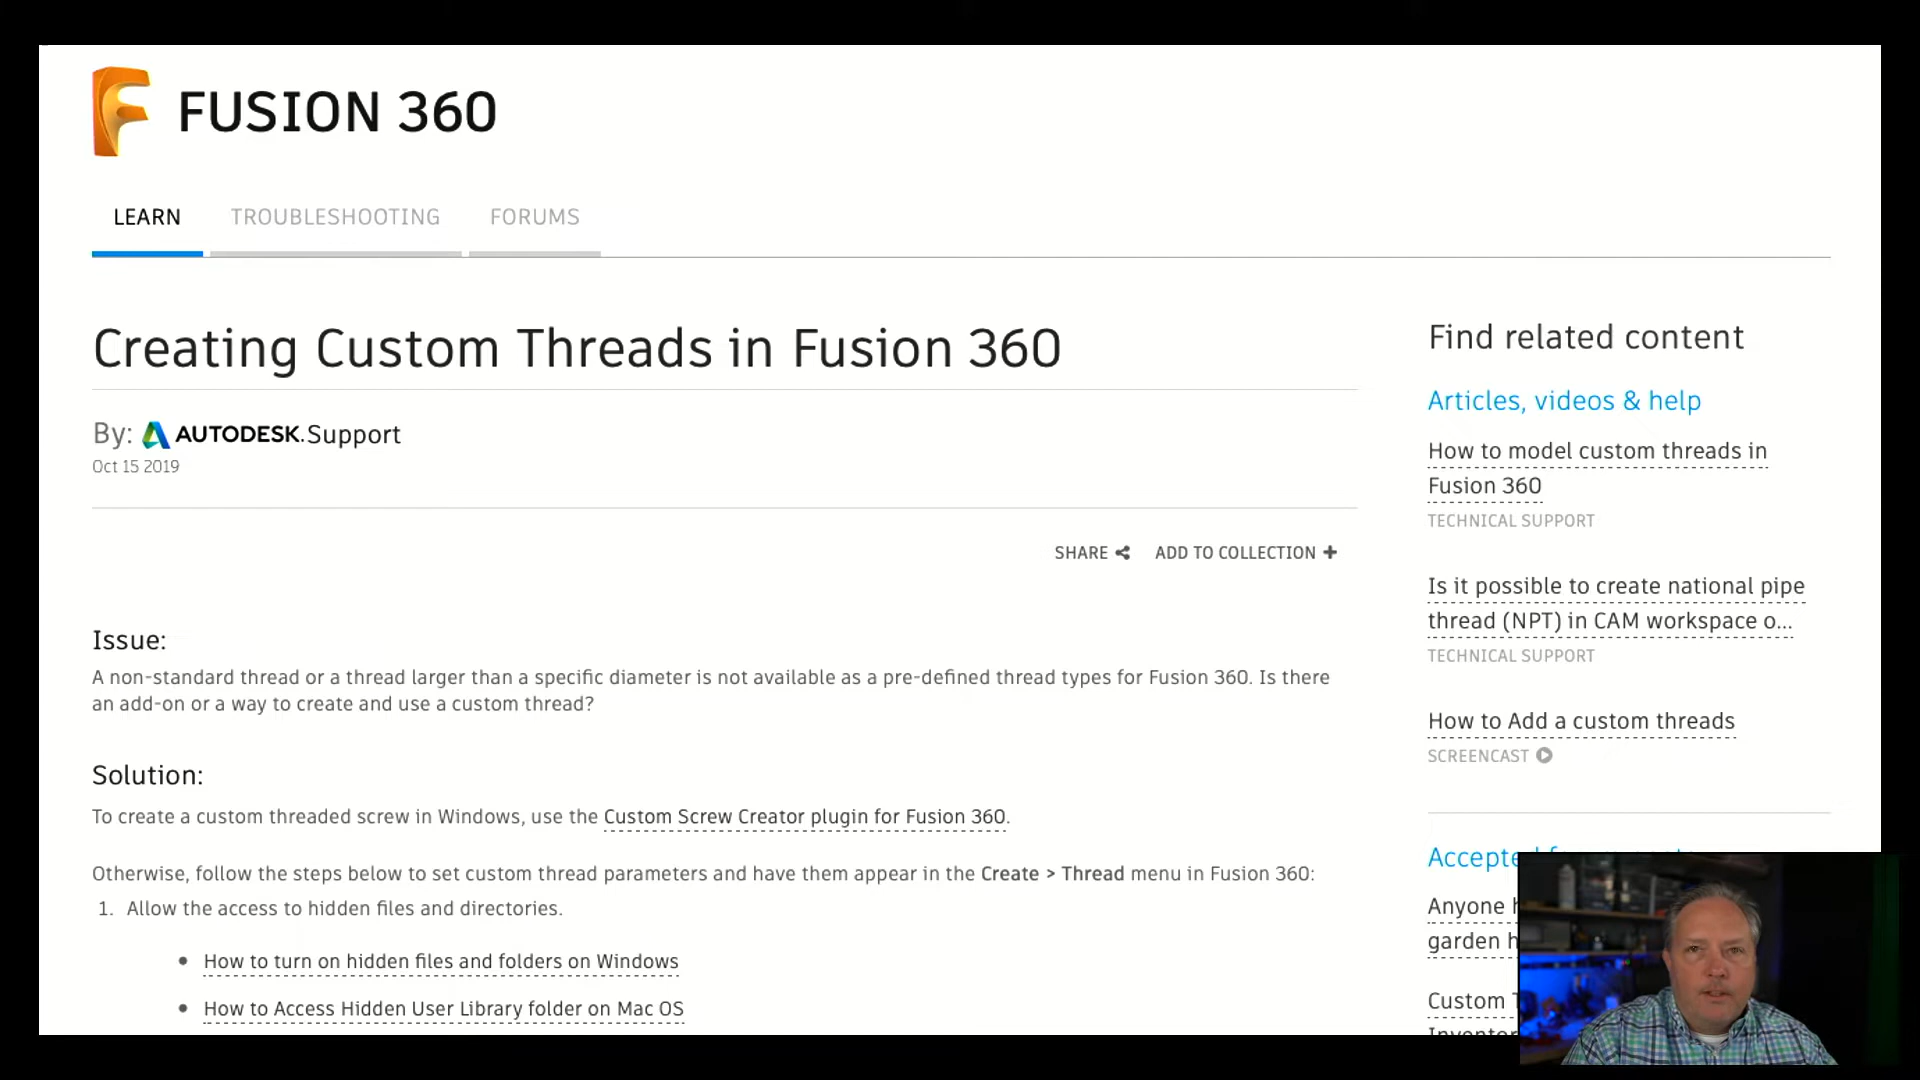 FUSION 360
LEARN TROUBLESHOOTING FORUMS
Creating Custom Threads in Fusion 360
By: AUTODESK. Support
Oct 15 2019
SHARE ADD TO COLLECTION +
Issue:
A non-standard thread or a thread larger than a specific diameter is not available as a pre-defined thread types for Fusion 360. Is there
an add-on or a way to create and use a custom thread?
Solution:
To create a custom threaded screw in Windows, use the Custom Screw Creator plugin for Fusion 360.
Otherwise, follow the steps below to set custom thread parameters and have them appear in the Create > Thread menu in Fusion 360:
1. Allow the access to hidden files and directories.
• How to turn on hidden files and folders on Windows
• How to Access Hidden User Library folder on Mac OS
Find related content
Articles, videos & help
How to model custom threads in
Fusion 360
TECHNICAL SUPPORT
Is it possible to create national pipe
thread (NPT) in CAM workspace o...
TECHNICAL SUPPORT
How to Add a custom threads
SCREENCAST
Anyone
garden
Custom